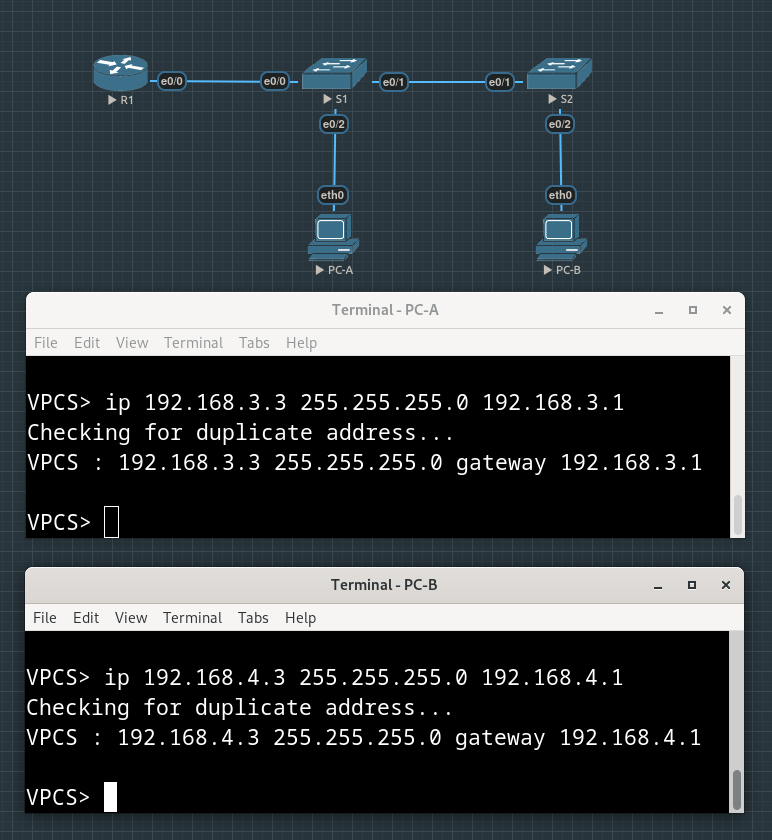 e0/0 e0/0 e0/1 e0/1
R1 S1 S2
e0/2 e0/2
eth0 eth0
PC-A PC-B
Terminal - PC-A
File Edit View Terminal Tabs Help
VPCS> ip 192.168.3.3 255.255.255.0 192.168.3.1
Checking for duplicate address...
VPCS : 192.168.3.3 255.255.255.0 gateway 192.168.3.1
VPCS>
Terminal - PC-B
File Edit View Terminal Tabs Help
VPCS> ip 192.168.4.3 255.255.255.0 192.168.4.1
Checking for duplicate address...
VPCS : 192.168.4.3 255.255.255.0 gateway 192.168.4.1
VPCS>